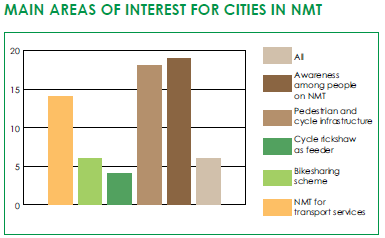 MAIN AREAS OF INTEREST FOR CITIES IN NMT
20
15
10
5
0
All
Awareness
among people
on NMT
Pedestrian and
cycle infrastructure
Cycle rickshaw
as feeder
Bikesharing
scheme
NMT for
transport services